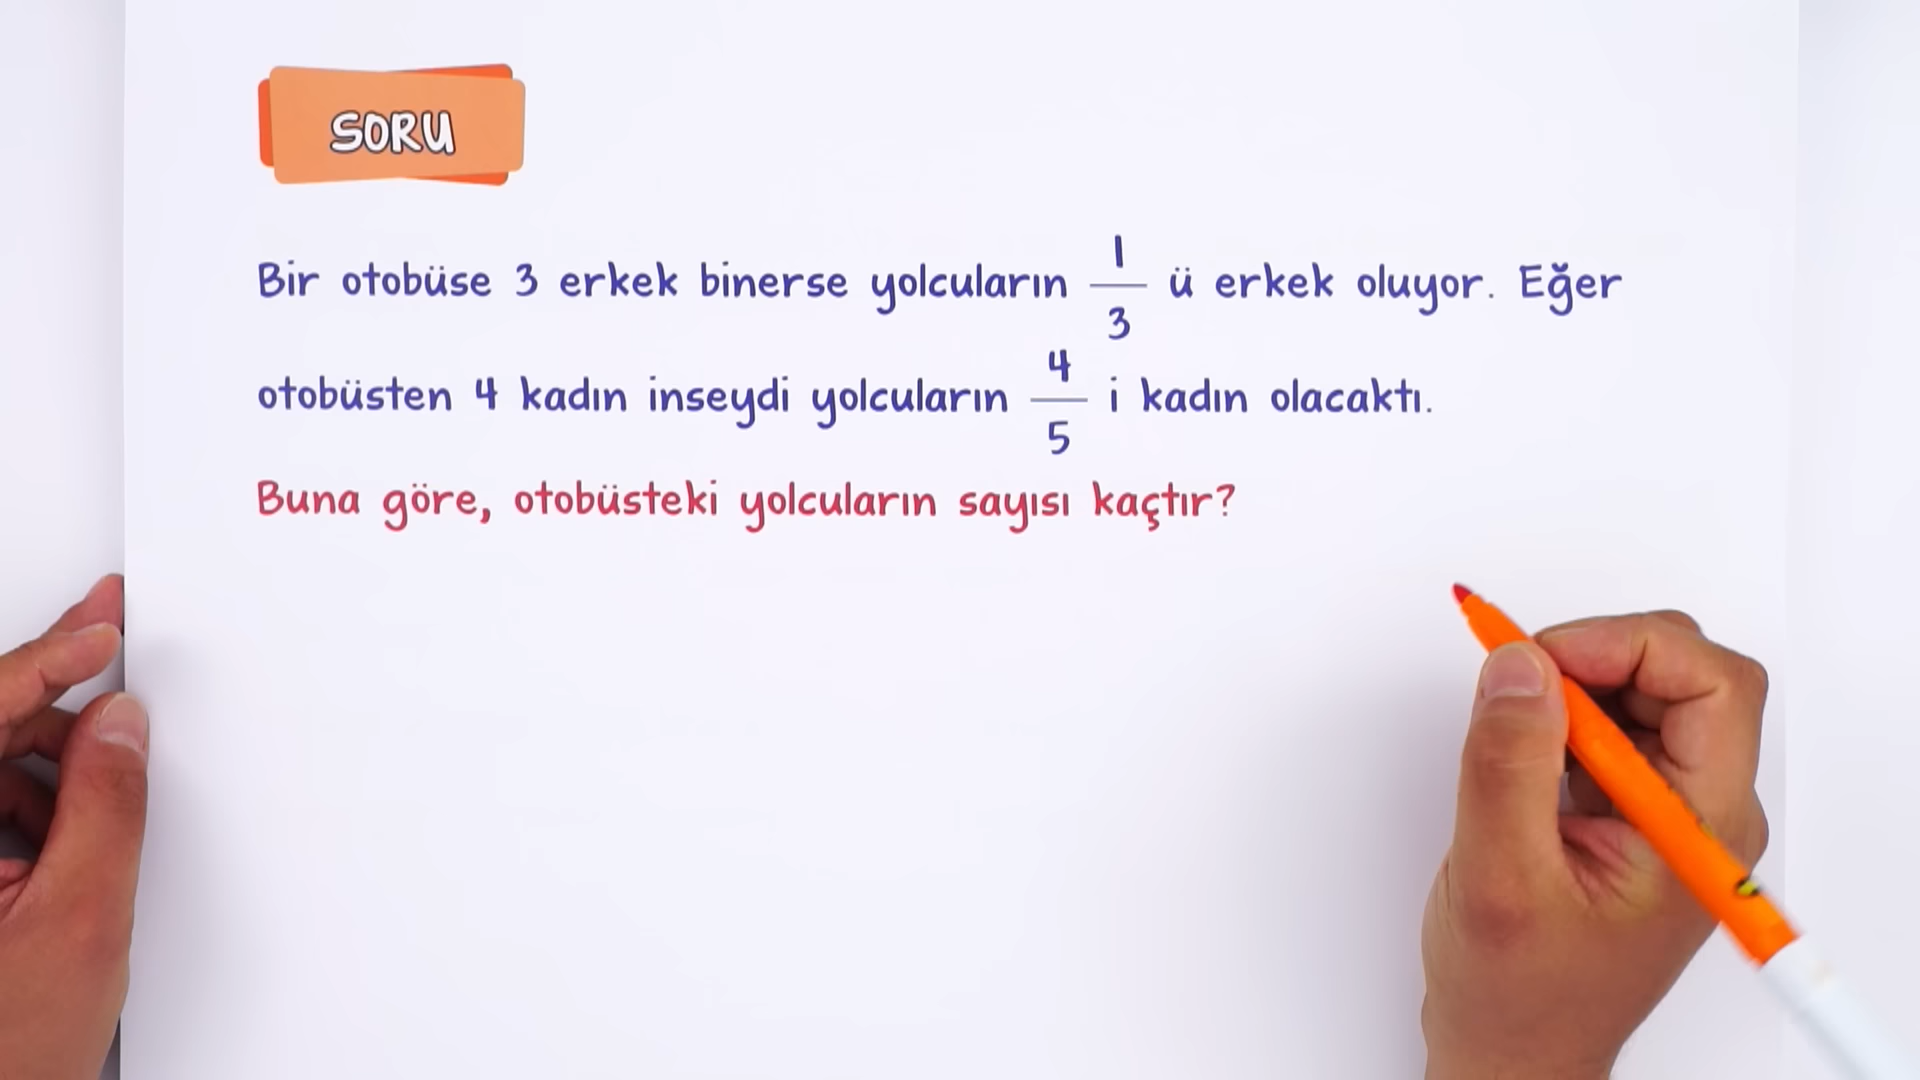 SORU
Bir otobüse 3 erkek binerse yolcuların 1/3 ü erkek oluyor. Eğer
otobüsten 4 kadın inseydi yolcuların 4/5 i kadın olacaktı.
Buna göre, otobüsteki yolcuların sayısı kaçtır?